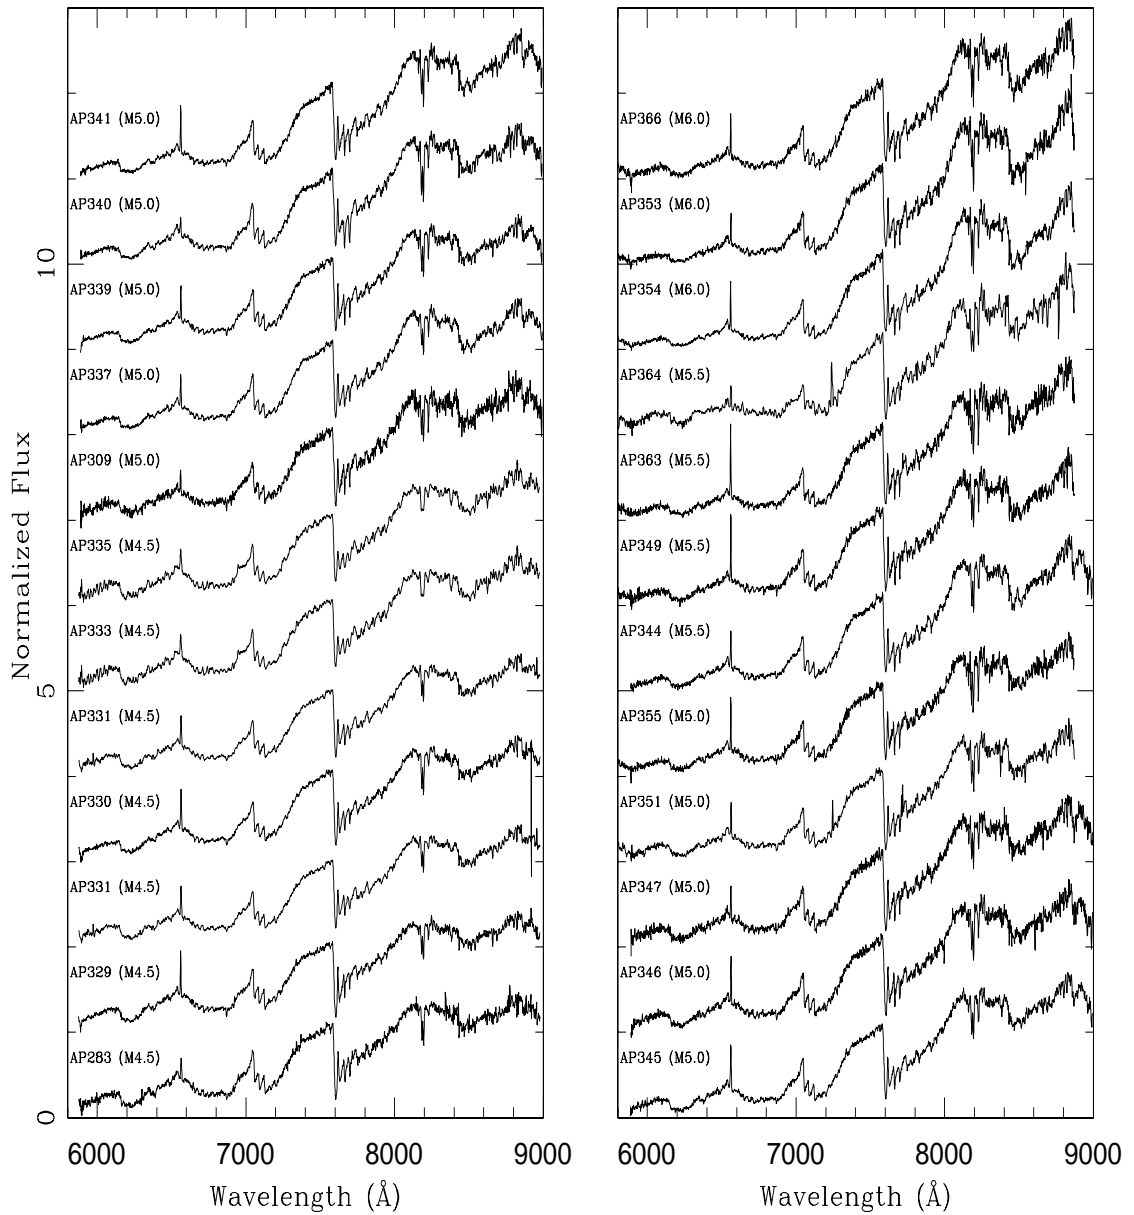 Normalized Flux
10
5
0
AP341 (M5.0)
AP340 (M5.0)
AP339 (M5.0)
AP337 (M5.0)
AP309 (M5.0)
AP335 (M4.5)
AP333 (M4.5)
AP331 (M4.5)
AP330 (M4.5)
AP331 (M4.5)
AP329 (M4.5)
AP283 (M4.5)
6000 7000 8000 9000
Wavelength (Å)
AP366 (M6.0)
AP353 (M6.0)
AP354 (M6.0)
AP364 (M5.5)
AP363 (M5.5)
AP349 (M5.5)
AP344 (M5.5)
AP355 (M5.0)
AP351 (M5.0)
AP347 (M5.0)
AP346 (M5.0)
AP345 (M5.0)
6000 7000 8000 9000
Wavelength (Å)